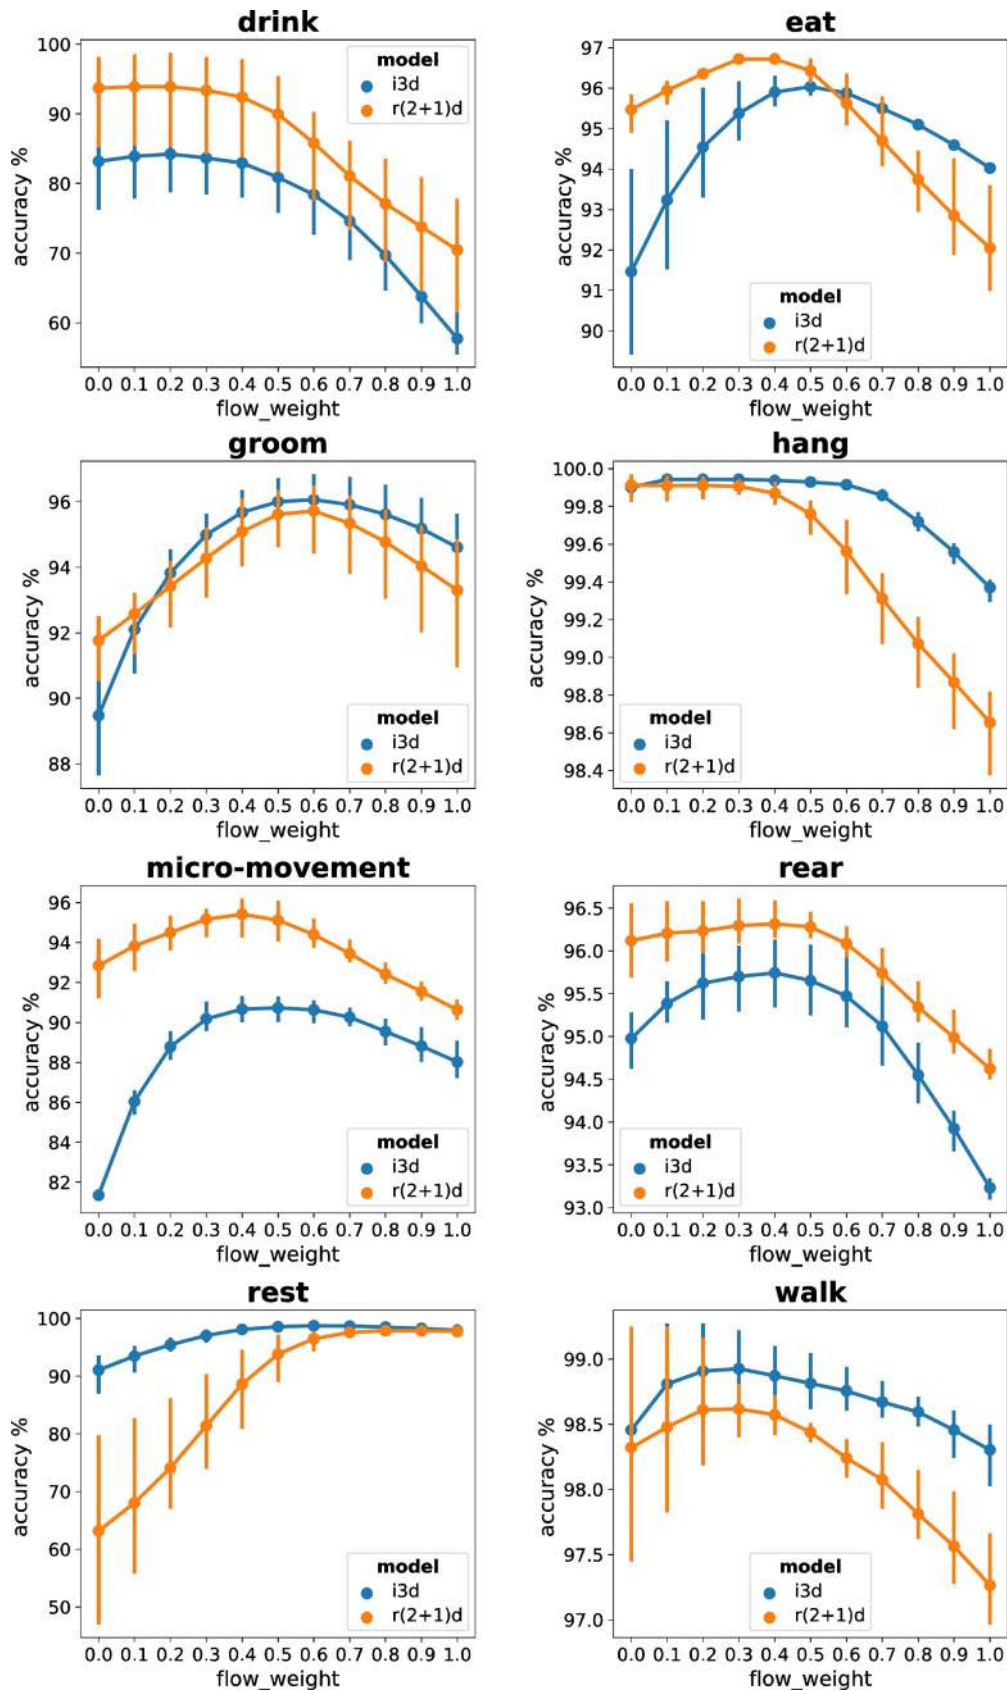 drink
100
90
80
70
60
accuracy %
0.0 0.1 0.2 0.3 0.4 0.5 0.6 0.7 0.8 0.9 1.0
flow_weight
model
i3d
r(2+1)d
eat
97
96
95
94
93
92
91
90
accuracy %
0.0 0.1 0.2 0.3 0.4 0.5 0.6 0.7 0.8 0.9 1.0
flow_weight
model
i3d
r(2+1)d
groom
96
94
92
90
88
accuracy %
0.0 0.1 0.2 0.3 0.4 0.5 0.6 0.7 0.8 0.9 1.0
flow_weight
model
i3d
r(2+1)d
hang
100.0
99.8
99.6
99.4
99.2
99.0
98.8
98.6
98.4
accuracy %
0.0 0.1 0.2 0.3 0.4 0.5 0.6 0.7 0.8 0.9 1.0
flow_weight
model
i3d
r(2+1)d
micro-movement
96
94
92
90
88
86
84
82
accuracy %
0.0 0.1 0.2 0.3 0.4 0.5 0.6 0.7 0.8 0.9 1.0
flow_weight
model
i3d
r(2+1)d
rear
96.5
96.0
95.5
95.0
94.5
94.0
93.5
93.0
accuracy %
0.0 0.1 0.2 0.3 0.4 0.5 0.6 0.7 0.8 0.9 1.0
flow_weight
model
i3d
r(2+1)d
rest
100
90
80
70
60
50
accuracy %
0.0 0.1 0.2 0.3 0.4 0.5 0.6 0.7 0.8 0.9 1.0
flow_weight
model
i3d
r(2+1)d
walk
99.0
98.5
98.0
97.5
97.0
accuracy %
0.0 0.1 0.2 0.3 0.4 0.5 0.6 0.7 0.8 0.9 1.0
flow_weight
model
i3d
r(2+1)d